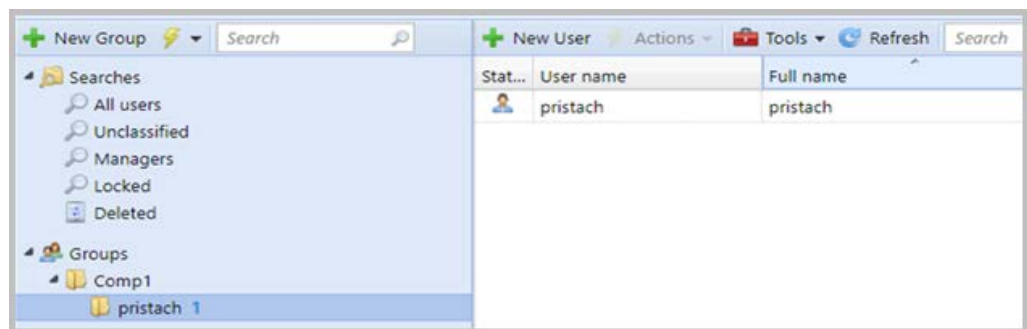 New Group Search
Searches
All users
Unclassified
Managers
Locked
Deleted
Groups
Comp1
pristach 1
New User Actions Tools Refresh Search
Stat... User name Full name
pristach pristach